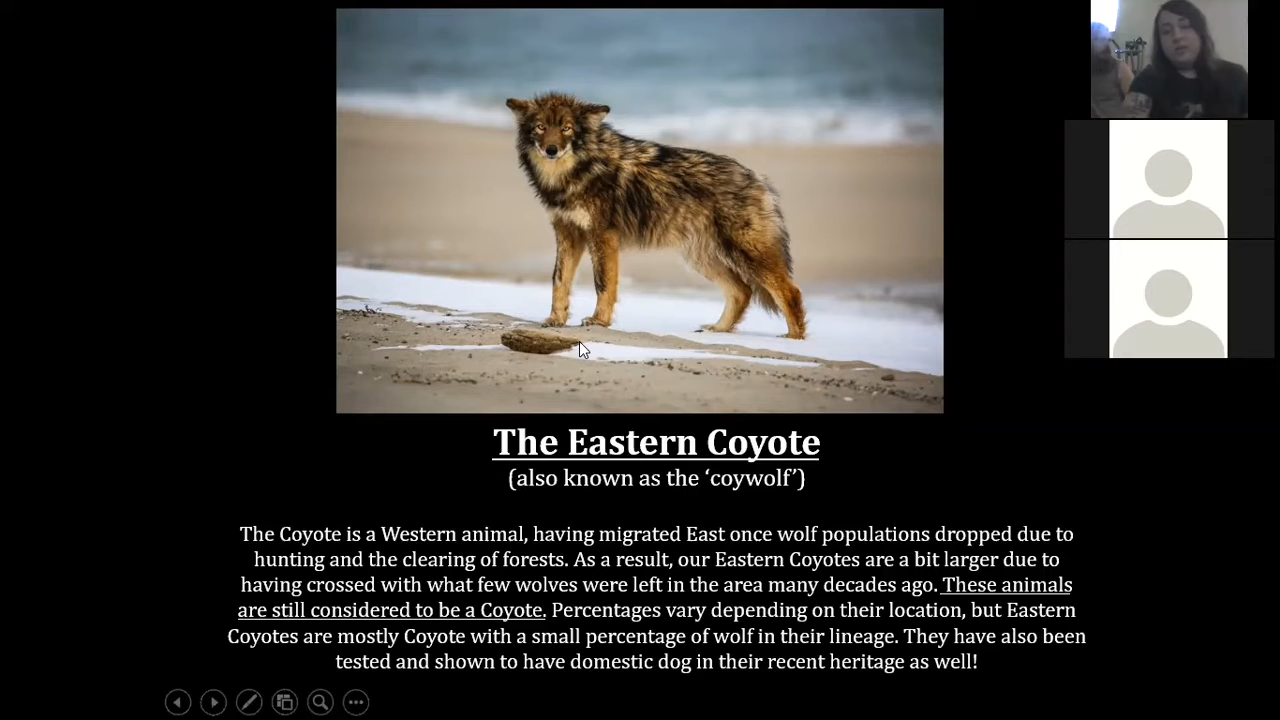 The Eastern Coyote
(also known as the ‘coywolf’)
The Coyote is a Western animal, having migrated East once wolf populations dropped due to
hunting and the clearing of forests. As a result, our Eastern Coyotes are a bit larger due to
having crossed with what few wolves were left in the area many decades ago. These animals
are still considered to be a Coyote. Percentages vary depending on their location, but Eastern
Coyotes are mostly Coyote with a small percentage of wolf in their lineage. They have also been
tested and shown to have domestic dog in their recent heritage as well!